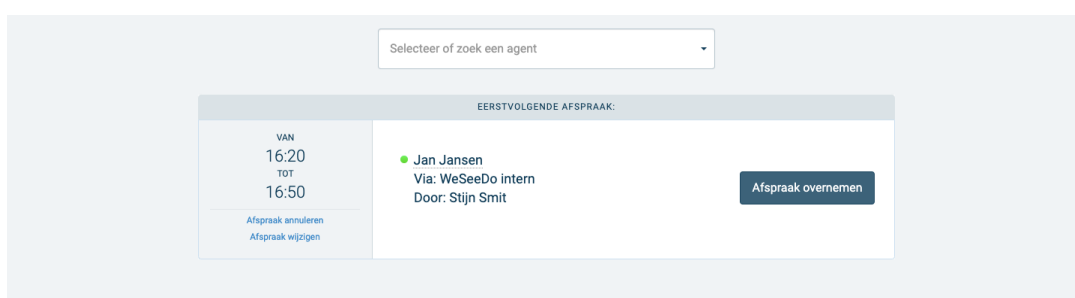 Selecteer of zoek een agent
EERSTVOLGENDE AFSPRAAK:
VAN
16:20
TOT
16:50
Afspraak annuleren
Afspraak wijzigen
Jan Jansen
Via: WeSeeDo intern
Door: Stijn Smit
Afspraak overnemen